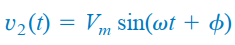 v₂(t) = Vₘ sin(ωt + ϕ)